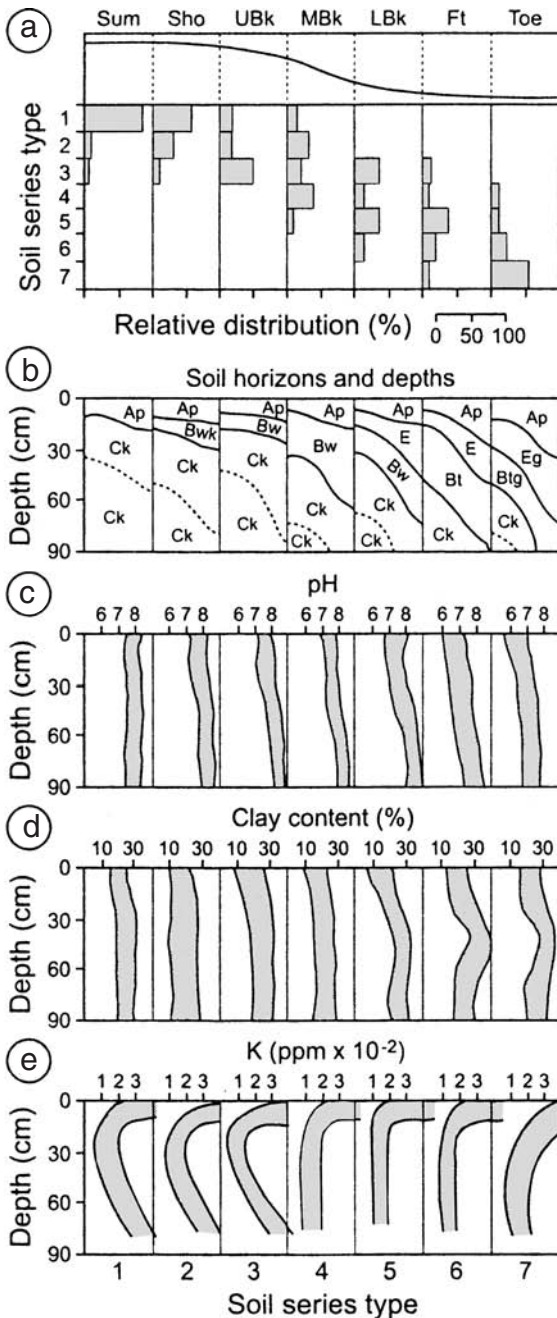 a
Sum Sho UBk MBk LBk Ft Toe
Soil series type
1
2
3
4
5
6
7
Relative distribution (%)
0 50 100
b
Soil horizons and depths
Depth (cm)
0
30
60
90
Ap Ap Ap Ap Ap Ap Ap
Bwk Bw E E Eg
Ck Ck Ck Bw Bw Bt Btg
Ck Ck Ck Ck Ck Ck Ck
Ck Ck
c
pH
6 7 8 6 7 8 6 7 8 6 7 8 6 7 8 6 7 8 6 7 8
Depth (cm)
0
30
60
90
d
Clay content (%)
10 30 10 30 10 30 10 30 10 30 10 30 10 30
Depth (cm)
0
30
60
90
e
K (ppm x 10-2)
1 2 3 1 2 3 1 2 3 1 2 3 1 2 3 1 2 3 1 2 3
Depth (cm)
0
30
60
90
1 2 3 4 5 6 7
Soil series type